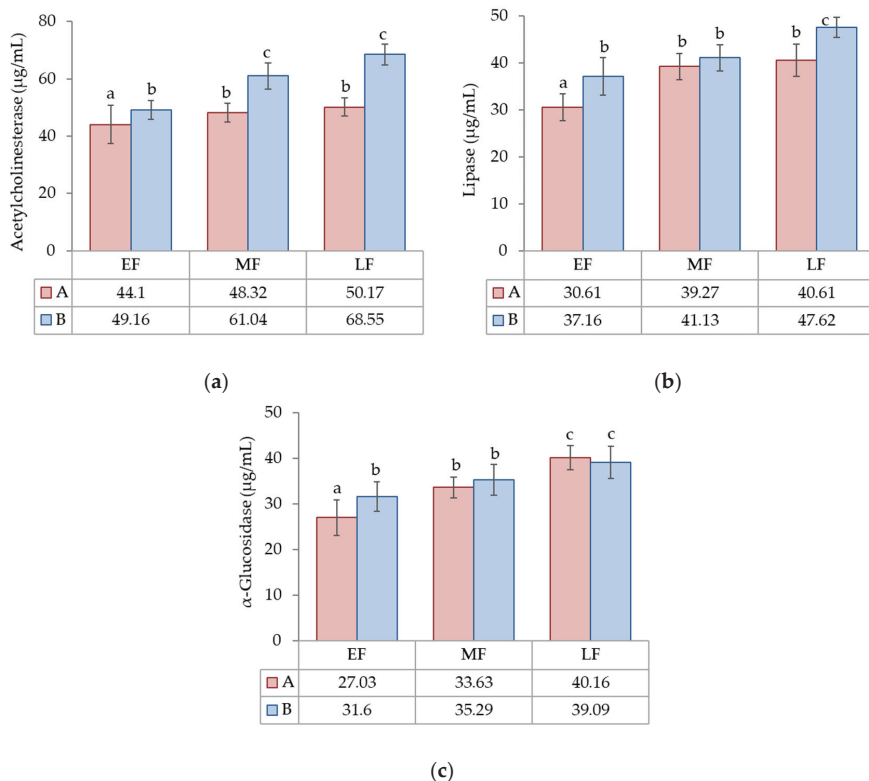 80
60
40
20
0
Acetylcholinesterase (µg/mL)
a b b c b c
EF MF LF
A 44.1 48.32 50.17
B 49.16 61.04 68.55
(a)
50
40
30
20
10
0
Lipase (µg/mL)
a b b b b c
EF MF LF
A 30.61 39.27 40.61
B 37.16 41.13 47.62
(b)
50
40
30
20
10
0
α-Glucosidase (µg/mL)
a b b b c c
EF MF LF
A 27.03 33.63 40.16
B 31.6 35.29 39.09
(c)